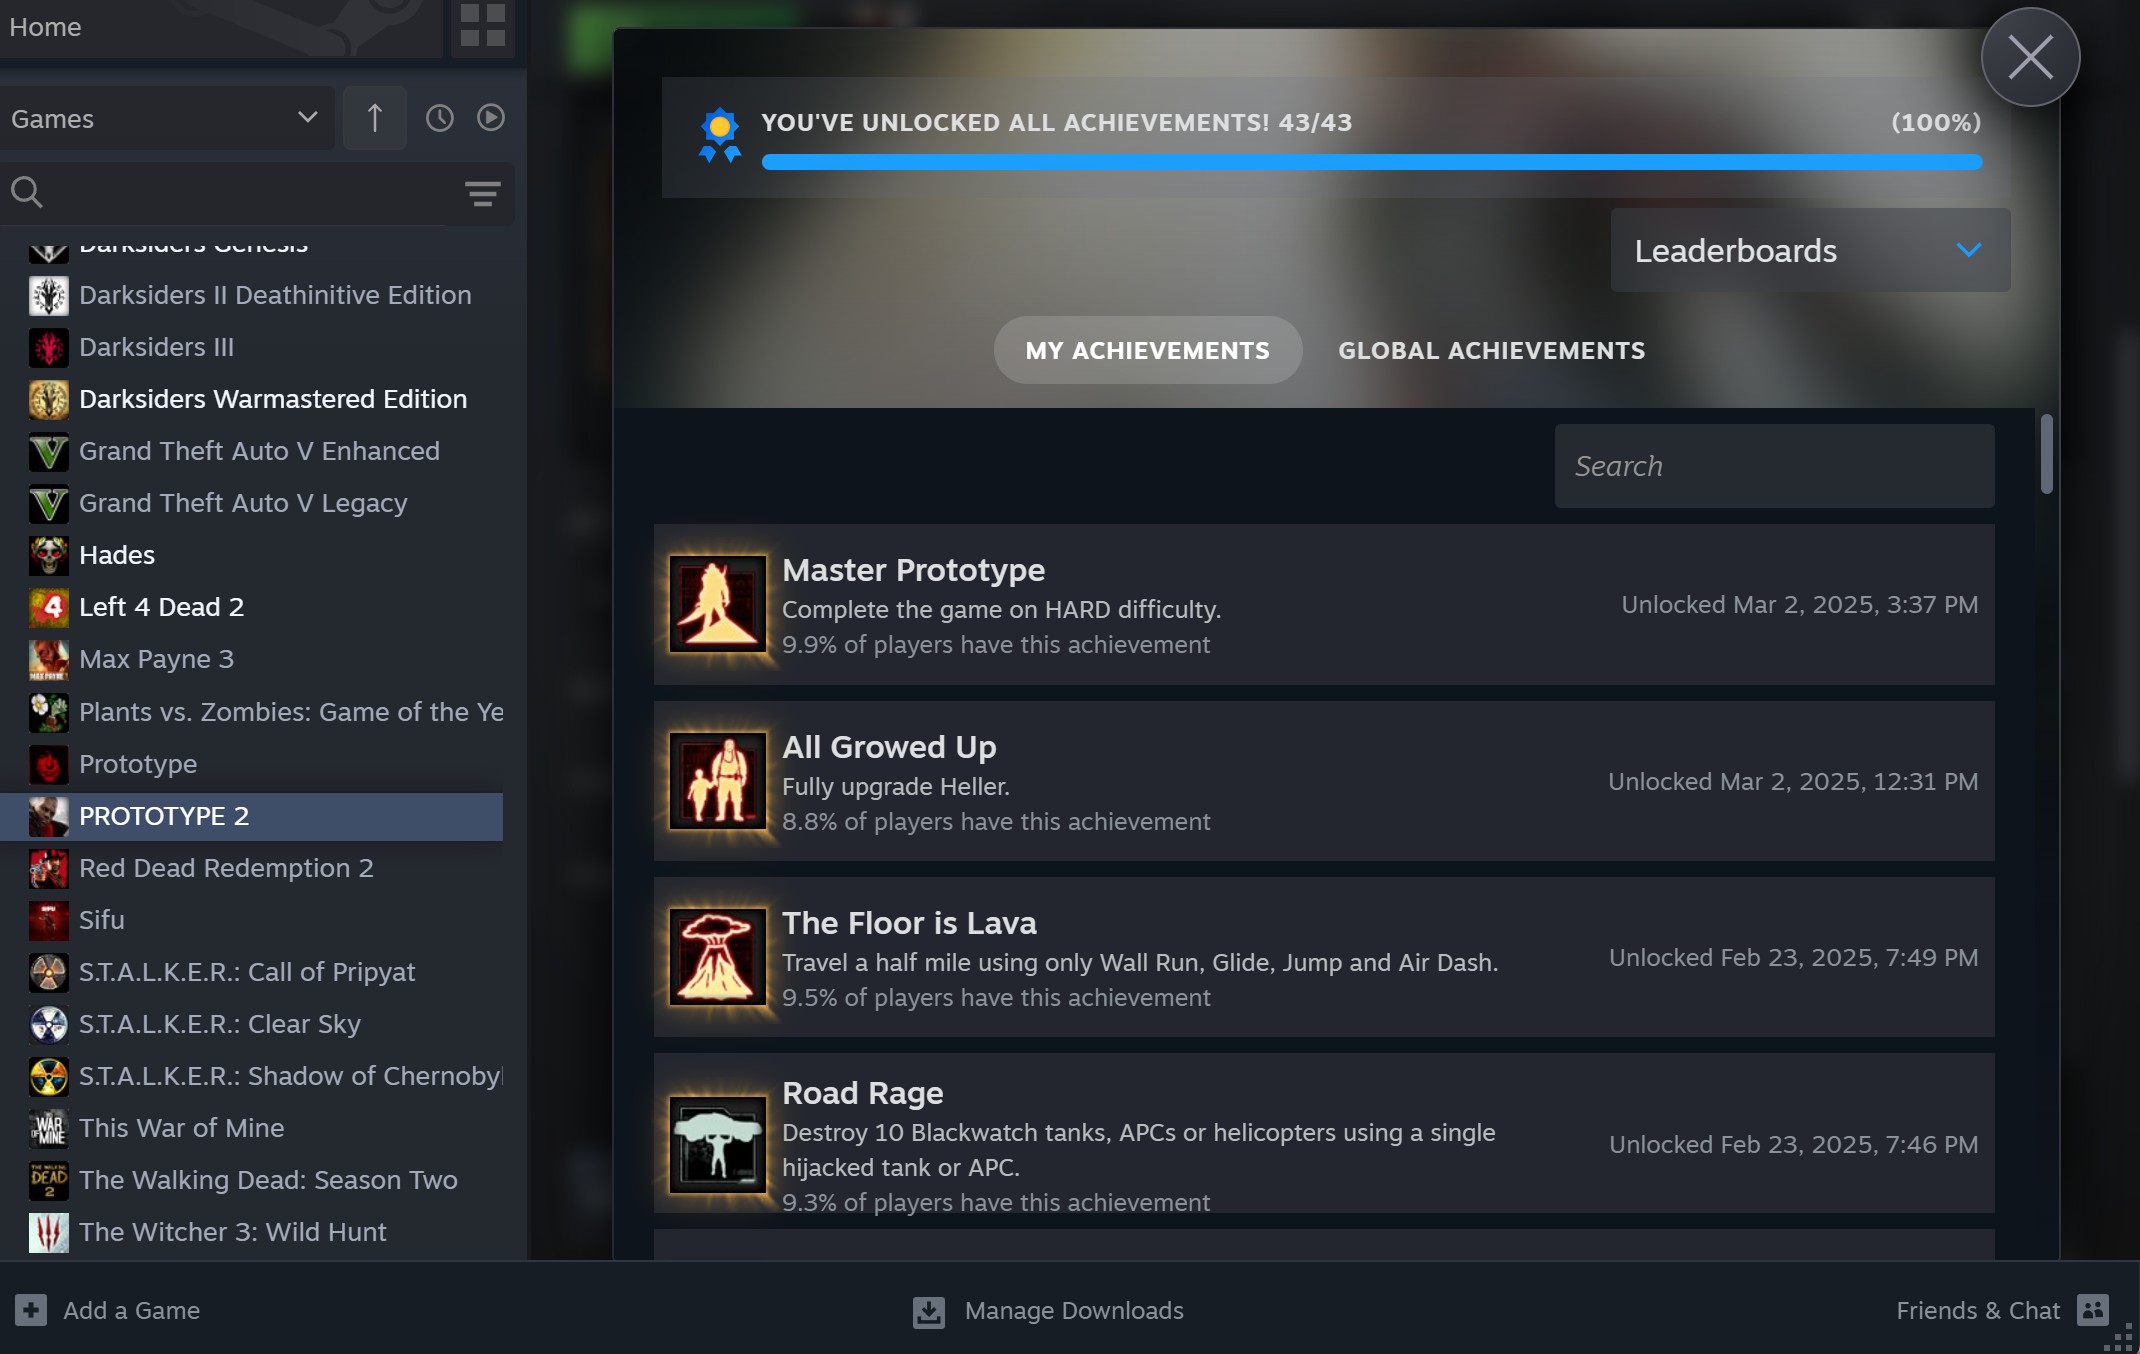 Home
Games
Darksiders Genesis
Darksiders II Deathinitive Edition
Darksiders III
Darksiders Warmastered Edition
Grand Theft Auto V Enhanced
Grand Theft Auto V Legacy
Hades
Left 4 Dead 2
Max Payne 3
Plants vs. Zombies: Game of the Ye
Prototype
PROTOTYPE 2
Red Dead Redemption 2
Sifu
S.T.A.L.K.E.R.: Call of Pripyat
S.T.A.L.K.E.R.: Clear Sky
S.T.A.L.K.E.R.: Shadow of Chernobyl
This War of Mine
The Walking Dead: Season Two
The Witcher 3: Wild Hunt
YOU'VE UNLOCKED ALL ACHIEVEMENTS! 43/43 (100%)
Leaderboards
MY ACHIEVEMENTS GLOBAL ACHIEVEMENTS
Search
Master Prototype
Complete the game on HARD difficulty.
9.9% of players have this achievement
Unlocked Mar 2, 2025, 3:37 PM
All Growed Up
Fully upgrade Heller.
8.8% of players have this achievement
Unlocked Mar 2, 2025, 12:31 PM
The Floor is Lava
Travel a half mile using only Wall Run, Glide, Jump and Air Dash.
9.5% of players have this achievement
Unlocked Feb 23, 2025, 7:49 PM
Road Rage
Destroy 10 Blackwatch tanks, APCs or helicopters using a single
hijacked tank or APC.
9.3% of players have this achievement
Unlocked Feb 23, 2025, 7:46 PM
Add a Game
Manage Downloads
Friends & Chat